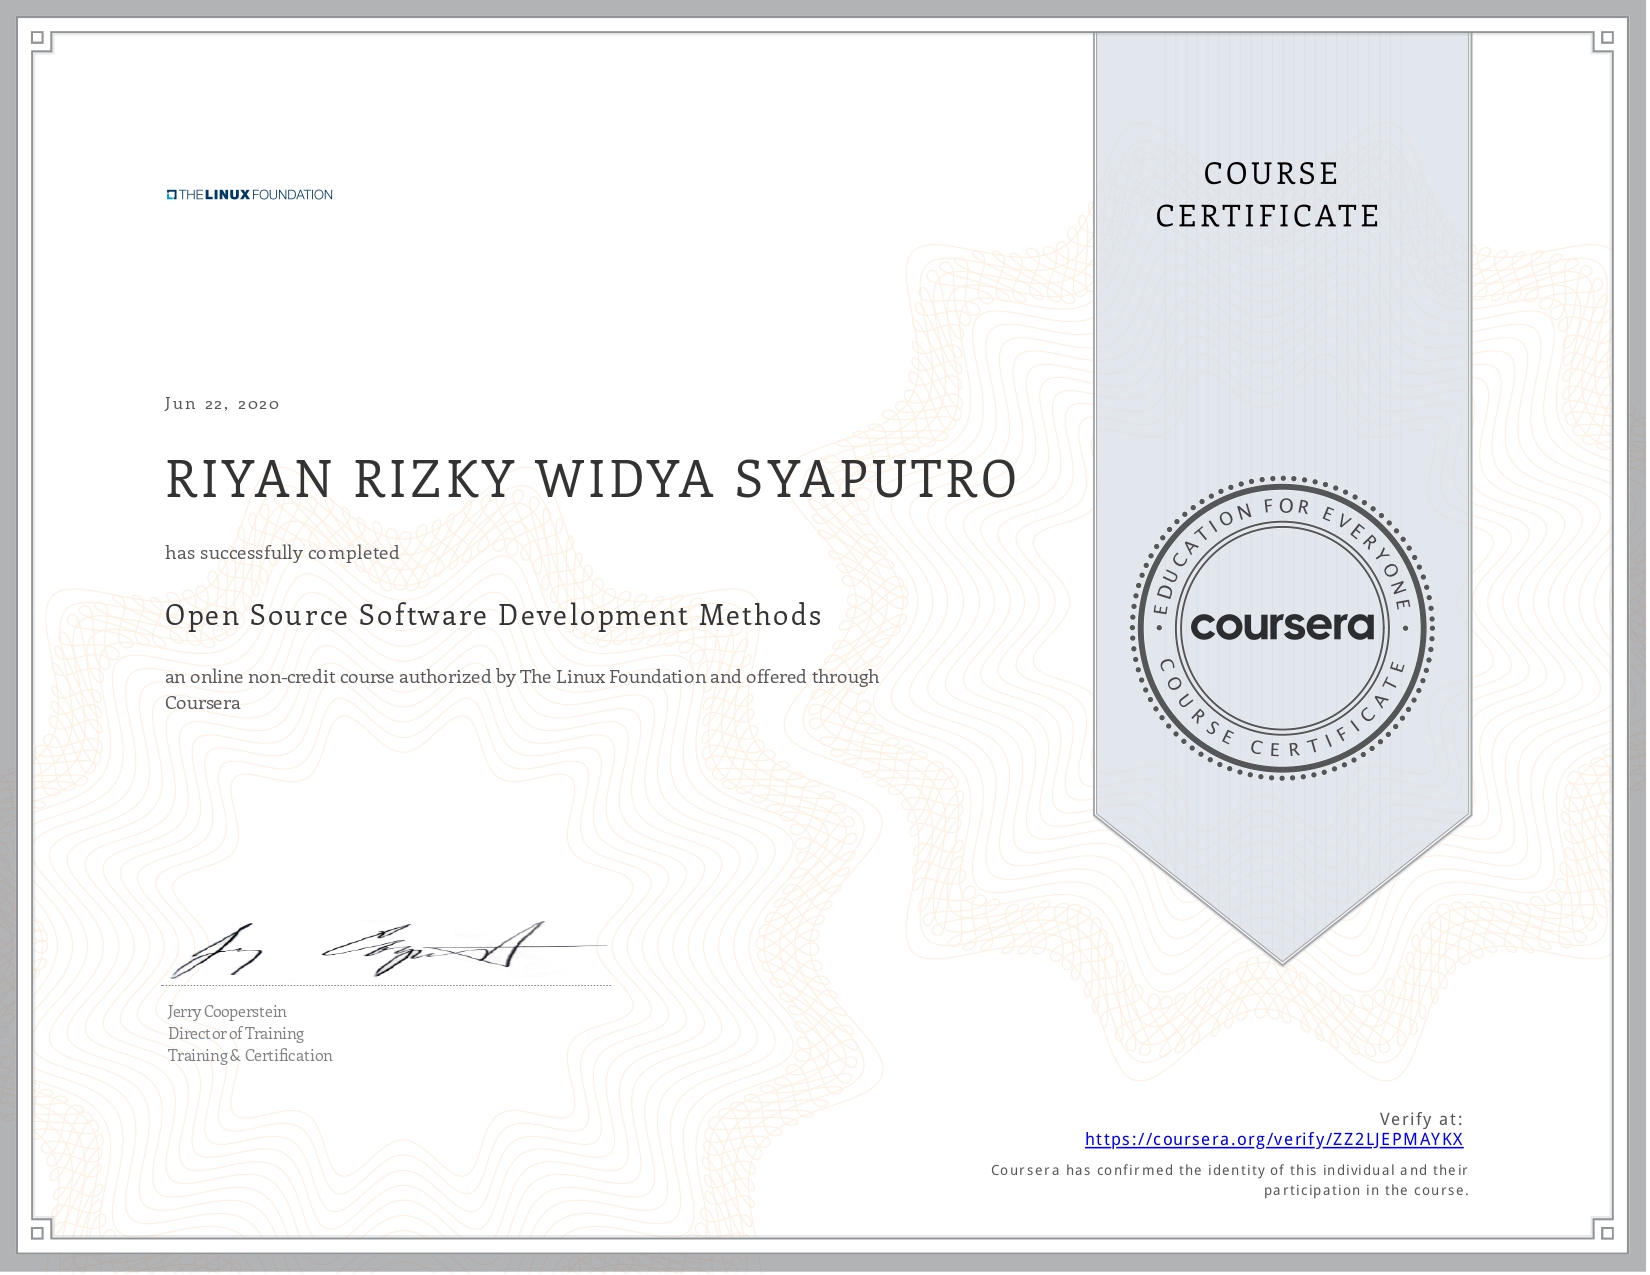 THE LINUX FOUNDATION
COURSE
CERTIFICATE
Jun 22, 2020
RIYAN RIZKY WIDYA SYAPUTRO
has successfully completed
Open Source Software Development Methods
an online non-credit course authorized by The Linux Foundation and offered through
Coursera
EDUCATION FOR EVERYONE
coursera
COURSE CERTIFICATE
Jerry Cooperstein
Director of Training
Training & Certification
Verify at:
https://coursera.org/verify/ZZ2LJEPMAYKX
Coursera has confirmed the identity of this individual and their
participation in the course.